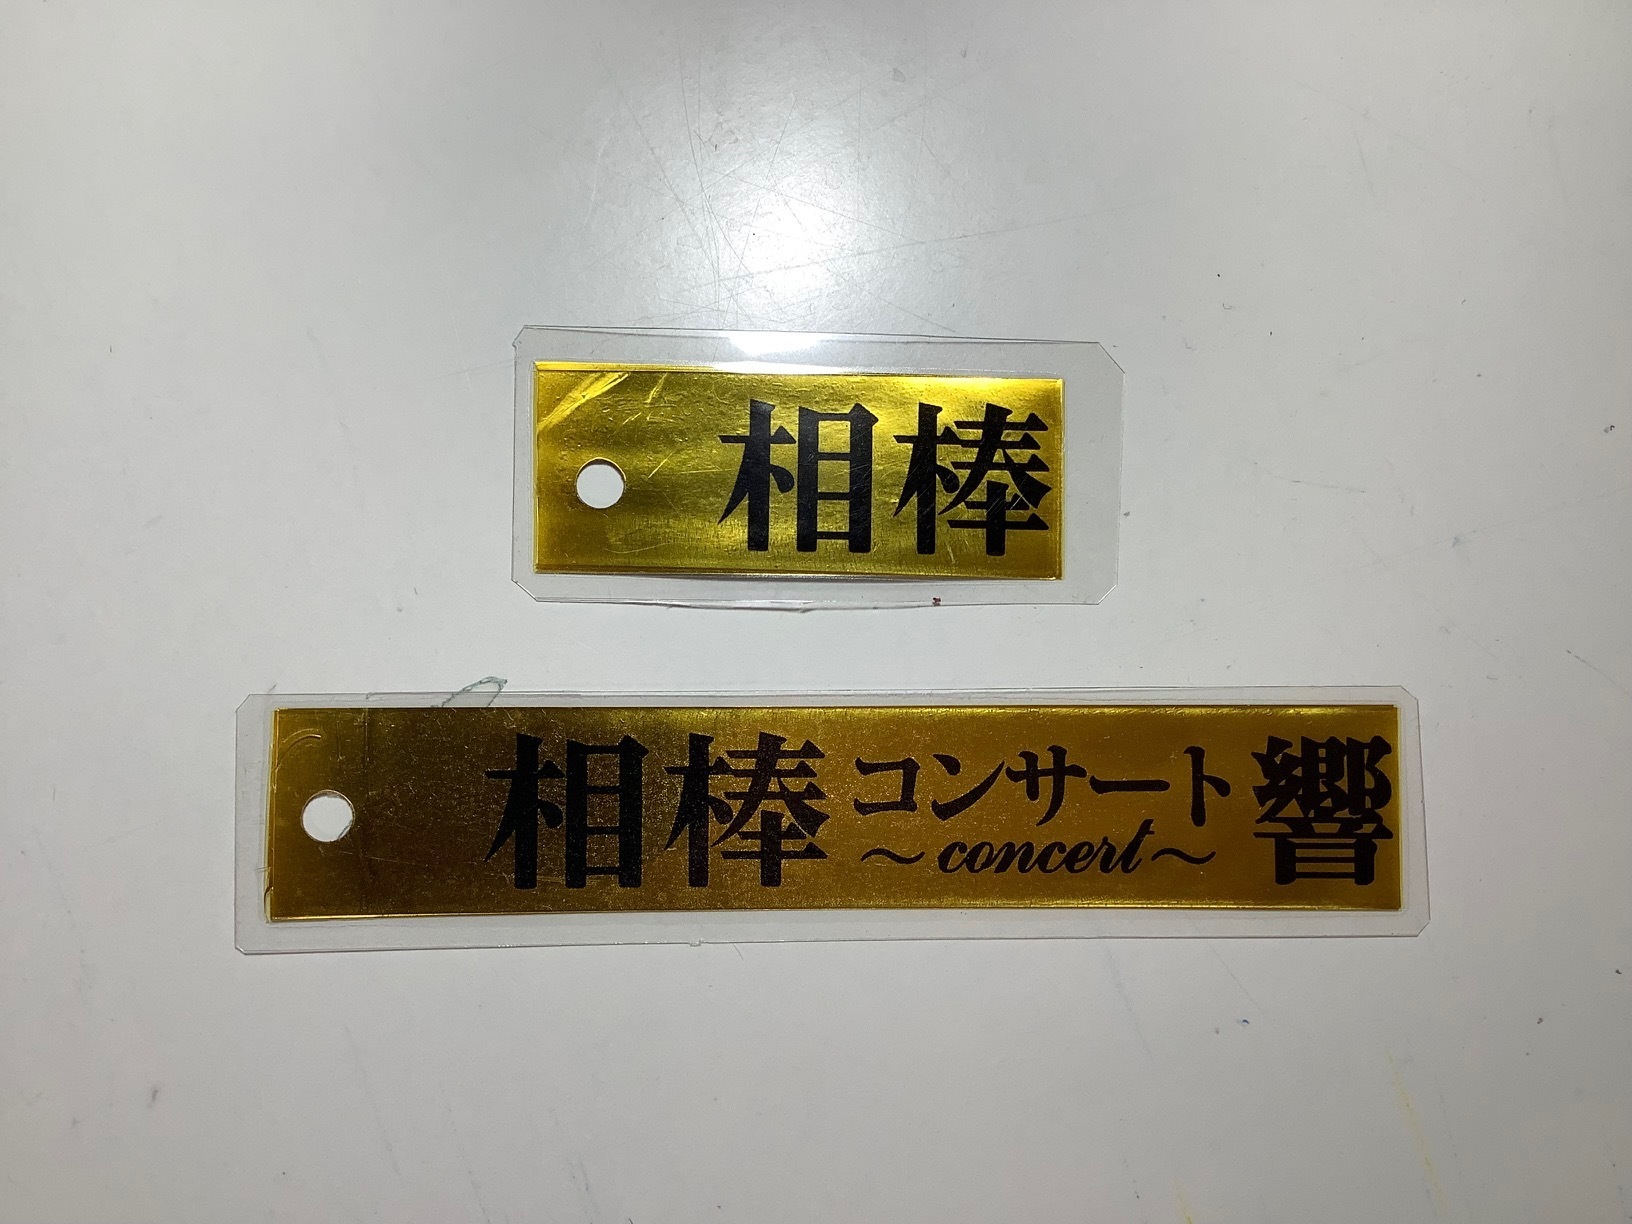 相棒
相棒 コンサート 響
～concert～